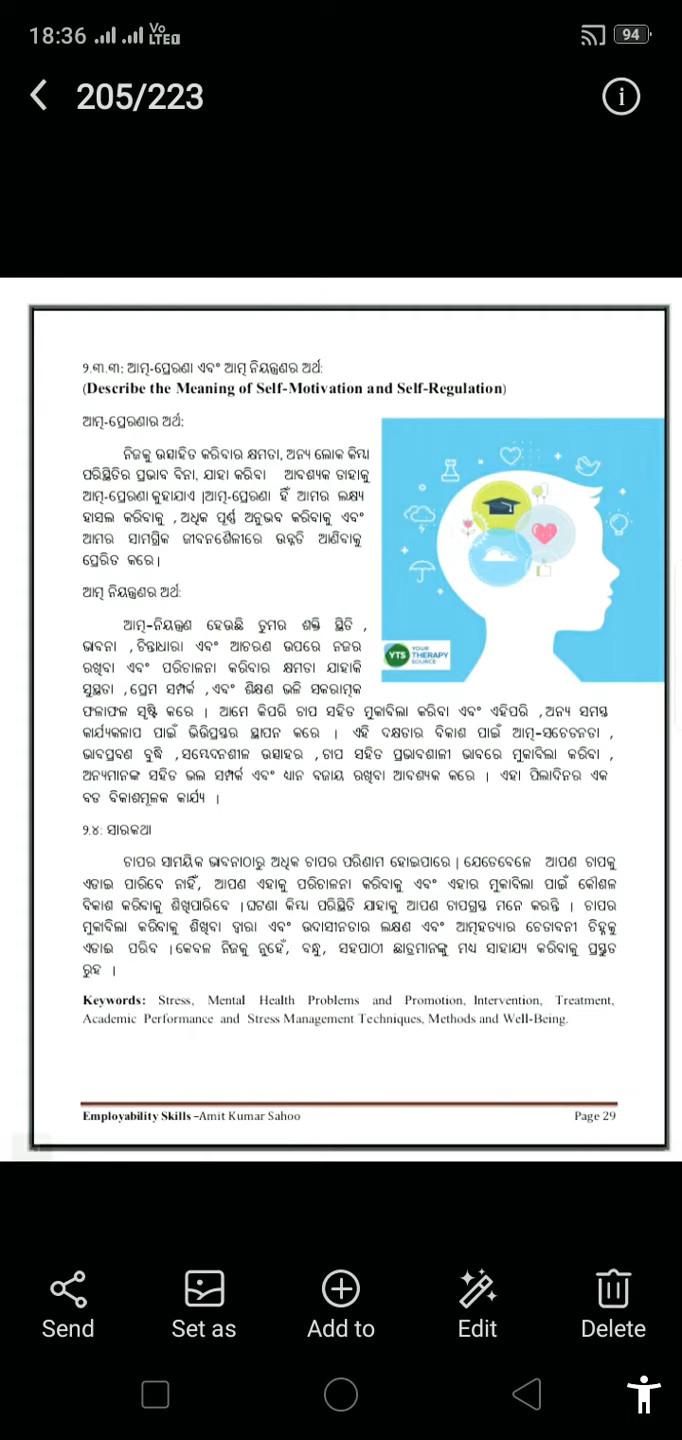 18:36
Vo LTE
94
205/223
୨.୩.୩: ଆତ୍ମ-ପ୍ରେରଣା ଏବଂ ଆତ୍ମ ନିୟନ୍ତ୍ରଣର ଅର୍ଥ:
(Describe the Meaning of Self-Motivation and Self-Regulation)
ଆତ୍ମ-ପ୍ରେରଣାର ଅର୍ଥ:
ନିଜକୁ ଉତ୍ସାହିତ କରିବାର କ୍ଷମତା, ଅନ୍ୟ ଲୋକ କିମ୍ବା
ପରିସ୍ଥିତିର ପ୍ରଭାବ ବିନା, ଯାହା କରିବା ଆବଶ୍ୟକ ତାହାକୁ
ଆତ୍ମ-ପ୍ରେରଣା କୁହାଯାଏ |ଆତ୍ମ-ପ୍ରେରଣା ହିଁ ଆମର ଲକ୍ଷ୍ୟ
ହାସଲ କରିବାକୁ , ଅଧିକ ପୂର୍ଣ୍ଣ ଅନୁଭବ କରିବାକୁ ଏବଂ
ଆମର ସାମଗ୍ରିକ ଜୀବନଶୈଳୀରେ ଉନ୍ନତି ଆଣିବାକୁ
ପ୍ରେରିତ କରେ|
ଆତ୍ମ ନିୟନ୍ତ୍ରଣର ଅର୍ଥ:
ଆତ୍ମ-ନିୟନ୍ତ୍ରଣ ହେଉଛି ତୁମର ଶକ୍ତି ସ୍ଥିତି ,
ଭାବନା , ଚିନ୍ତାଧାରା ଏବଂ ଆଚରଣ ଉପରେ ନଜର
ରଖିବା ଏବଂ ପରିଚାଳନା କରିବାର କ୍ଷମତା ଯାହାକି
ସୁସ୍ଥତା , ପ୍ରେମ ସମ୍ପର୍କ , ଏବଂ ଶିକ୍ଷଣ ଭଳି ସକରାତ୍ମକ
ଫଳାଫଳ ସୃଷ୍ଟି କରେ | ଆମେ କିପରି ଚାପ ସହିତ ମୁକାବିଲା କରିବା ଏବଂ ଏହିପରି , ଅନ୍ୟ ସମସ୍ତ
କାର୍ଯ୍ୟକଳାପ ପାଇଁ ଭିଭିପ୍ରସ୍ତର ସ୍ଥାପନ କରେ | ଏହି ଦକ୍ଷତାର ବିକାଶ ପାଇଁ ଆତ୍ମ-ସଚେତନତା ,
ଭାବପ୍ରବଣ ବୁଦ୍ଧି , ସମ୍ବେଦନଶୀଳ ଉତ୍ସାହର , ଚାପ ସହିତ ପ୍ରଭାବଶାଳୀ ଭାବରେ ମୁକାବିଲା କରିବା ,
ଅନ୍ୟମାନଙ୍କ ସହିତ ଭଲ ସମ୍ପର୍କ ଏବଂ ଧ୍ୟାନ ବଜାୟ ରଖିବା ଆବଶ୍ୟକ କରେ | ଏହା ପିଲାଦିନର ଏକ
ବଡ ବିକାଶମୂଳକ କାର୍ଯ୍ୟ |
YTS
YOUR
THERAPY
SOURCE
୨.୪: ସାରକଥା
ଚାପର ସାମୟିକ ଭାବନାଠାରୁ ଅଧିକ ଚାପର ପରିଣାମ ହୋଇପାରେ| ଯେତେବେଳେ ଆପଣ ଚାପକୁ
ଏଡାଇ ପାରିବେ ନାହିଁ, ଆପଣ ଏହାକୁ ପରିଚାଳନା କରିବାକୁ ଏବଂ ଏହାର ମୁକାବିଲା ପାଇଁ କୌଶଳ
ବିକାଶ କରିବାକୁ ଶିଖିପାରିବେ |ଘଟଣା କିମ୍ବା ପରିସ୍ଥିତି ଯାହାକୁ ଆପଣ ଚାପଗ୍ରସ୍ତ ମନେ କରନ୍ତି | ଚାପର
ମୁକାବିଲା କରିବାକୁ ଶିଖିବା ଦ୍ୱାରା ଏବଂ ଉଦାସୀନତାର ଲକ୍ଷଣ ଏବଂ ଆତ୍ମହତ୍ୟାର ଚେତାବନୀ ଚିହ୍ନକୁ
ଏଡାଇ ପରିବ |କେବଳ ନିଜକୁ ନୁହେଁ, ବନ୍ଧୁ, ସହପାଠୀ ଛାତ୍ରମାନଙ୍କୁ ମଧ୍ୟ ସାହାଯ୍ୟ କରିବାକୁ ପ୍ରସ୍ତୁତ
ରୁହ |
Keywords: Stress, Mental Health Problems and Promotion, Intervention, Treatment,
Academic Performance and Stress Management Techniques, Methods and Well-Being.
Employability Skills –Amit Kumar Sahoo Page 29
Send Set as Add to Edit Delete